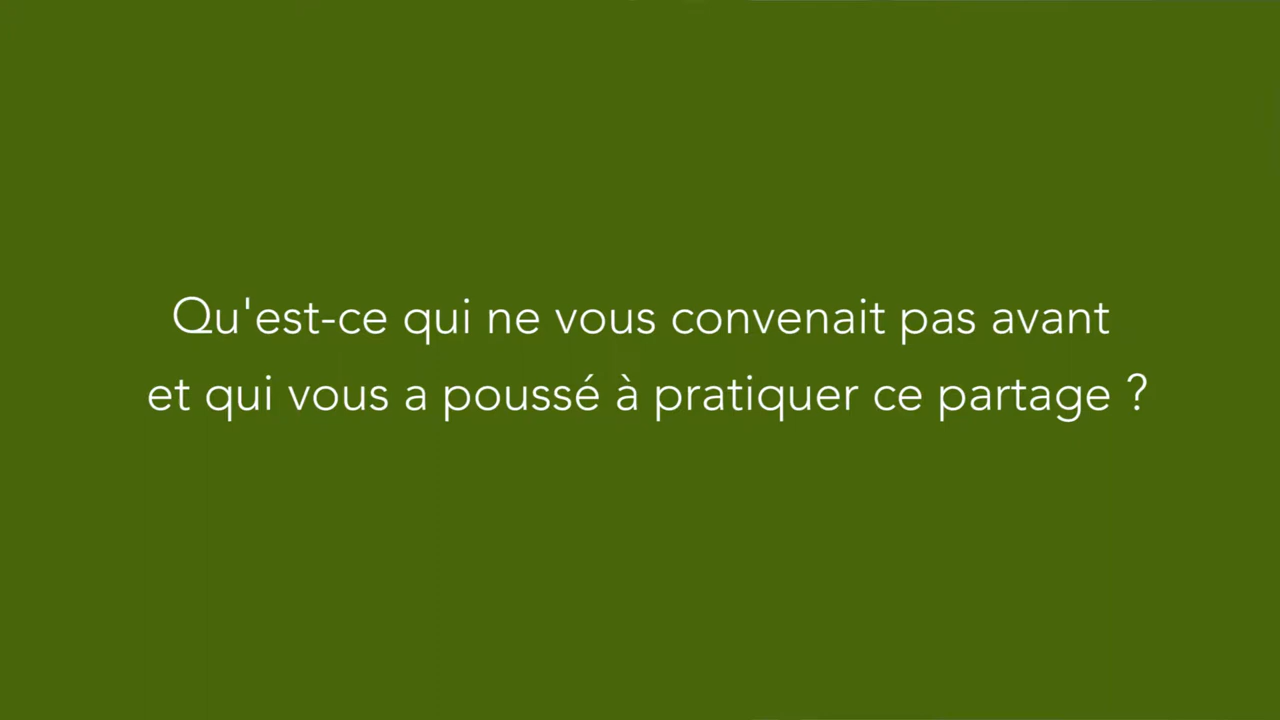 Qu'est-ce qui ne vous convenait pas avant
et qui vous a poussé à pratiquer ce partage ?